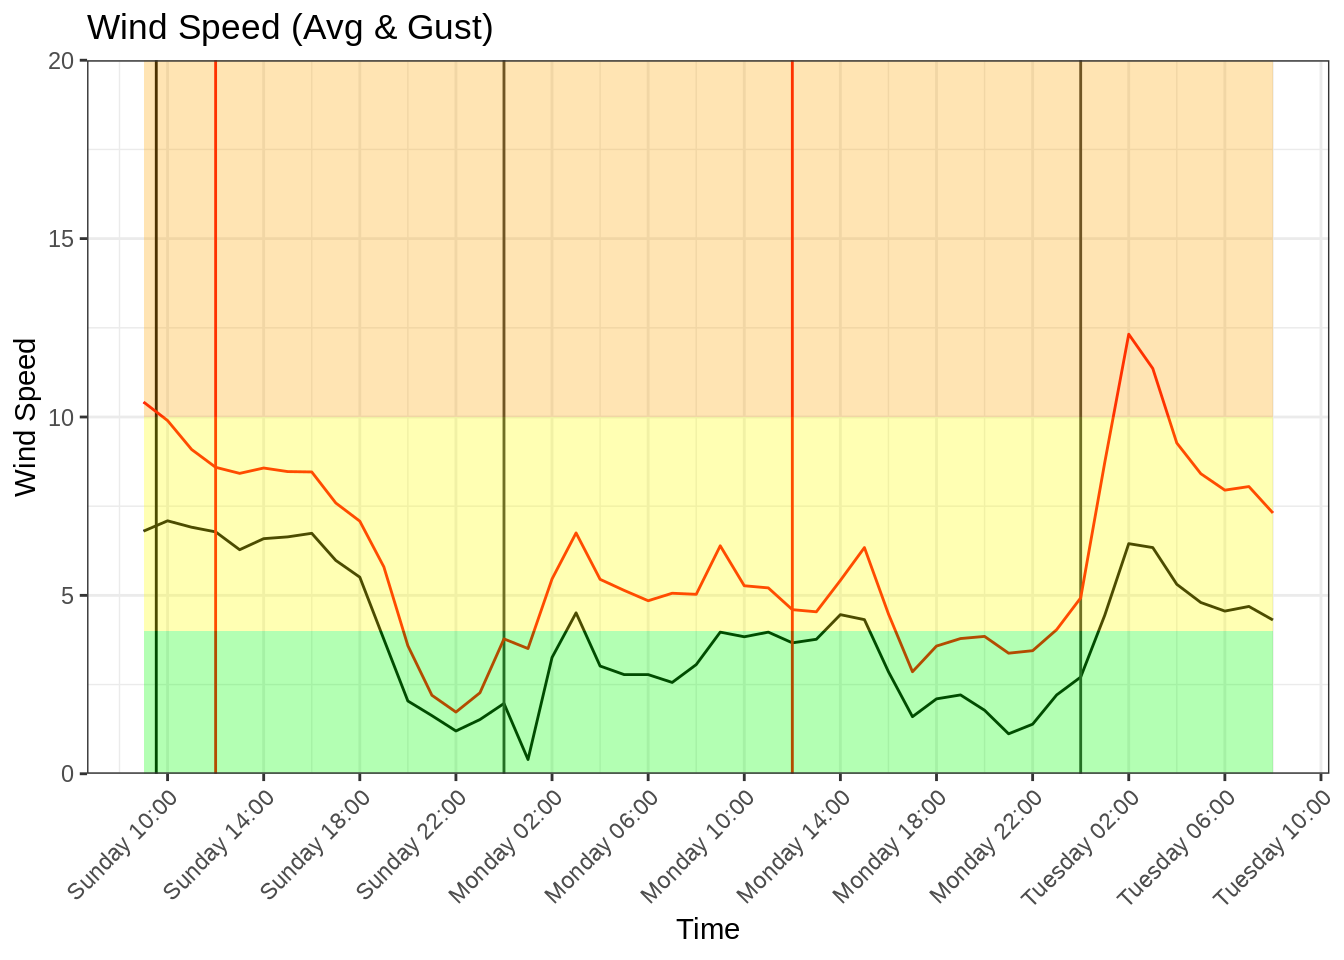 Wind Speed (Avg & Gust)
Wind Speed
20
15
10
5
0
Sunday 10:00
Sunday 14:00
Sunday 18:00
Sunday 22:00
Monday 02:00
Monday 06:00
Monday 10:00
Monday 14:00
Monday 18:00
Monday 22:00
Tuesday 02:00
Tuesday 06:00
Tuesday 10:00
Time